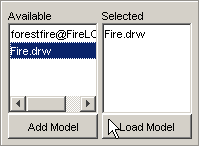 Available Selected
forestfire@FireLC Fire.drw
Fire.drw
Add Model Load Model